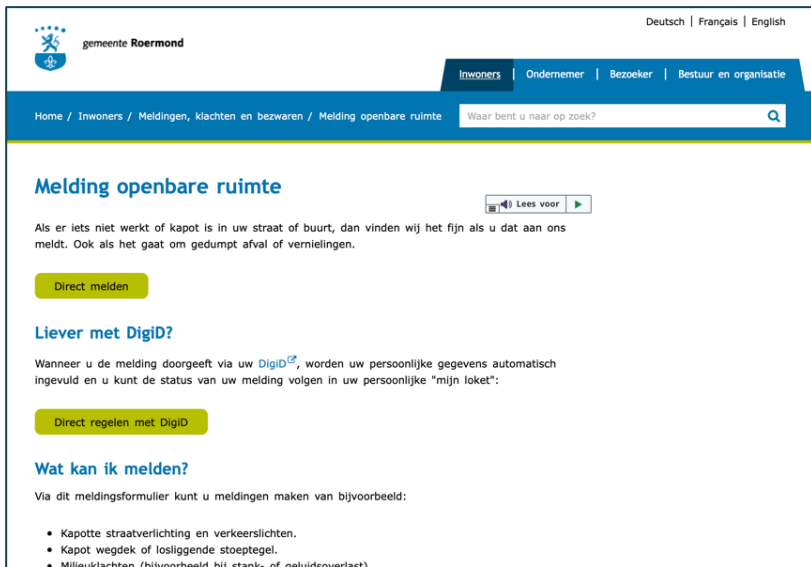 Deutsch | Français | English
gemeente Roermond
Inwoners | Ondernemer | Bezoeker | Bestuur en organisatie
Home / Inwoners / Meldingen, klachten en bezwaren / Melding openbare ruimte
Waar bent u naar op zoek?
Melding openbare ruimte
Lees voor
Als er iets niet werkt of kapot is in uw straat of buurt, dan vinden wij het fijn als u dat aan ons
meldt. Ook als het gaat om gedumpt afval of vernielingen.
Direct melden
Liever met DigiD?
Wanneer u de melding doorgeeft via uw DigiD, worden uw persoonlijke gegevens automatisch
ingevuld en u kunt de status van uw melding volgen in uw persoonlijke "mijn loket":
Direct regelen met DigiD
Wat kan ik melden?
Via dit meldingsformulier kunt u meldingen maken van bijvoorbeeld:
• Kapotte straatverlichting en verkeerslichten.
• Kapot wegdek of losliggende stoeptegel.
• Milieuklachten (bijvoorbeeld bij stank- of geluidsoverlast)